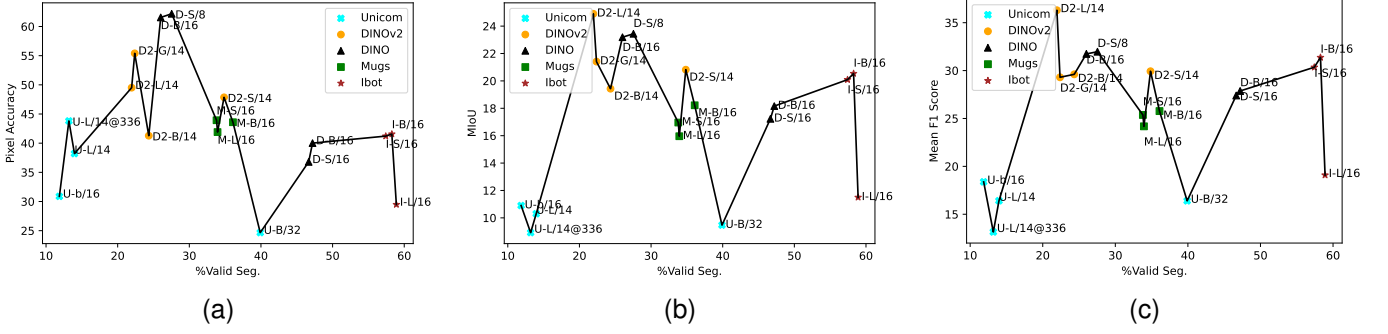 Pixel Accuracy
60
55
50
45
40
35
30
25
10
20
30
40
50
60
%Valid Seg.
Unicom
DINOv2
DINO
Mugs
Ibot
D-S/8
D-B/16
D2-G/14
D2-L/14
D2-B/14
U-L/14@336
U-L/14
U-b/16
D2-S/14
M-S/16
M-B/16
M-L/16
U-B/32
D-B/16
D-S/16
I-B/16
I-S/16
I-L/16
(a)
MIoU
24
22
20
18
16
14
12
10
10
20
30
40
50
60
%Valid Seg.
Unicom
DINOv2
DINO
Mugs
Ibot
D2-L/14
D-S/8
D-B/16
D2-G/14
D2-B/14
D2-S/14
M-B/16
M-S/16
M-L/16
U-b/16
U-L/14
U-L/14@336
U-B/32
D-B/16
D-S/16
I-B/16
I-S/16
I-L/16
(b)
Mean F1 Score
35
30
25
20
15
10
20
30
40
50
60
%Valid Seg.
Unicom
DINOv2
DINO
Mugs
Ibot
D2-L/14
D-S/8
D-B/16
D2-B/14
D2-G/14
D2-S/14
M-S/16
M-B/16
M-L/16
U-b/16
U-L/14
U-L/14@336
U-B/32
D-B/16
D-S/16
I-B/16
I-S/16
I-L/16
(c)